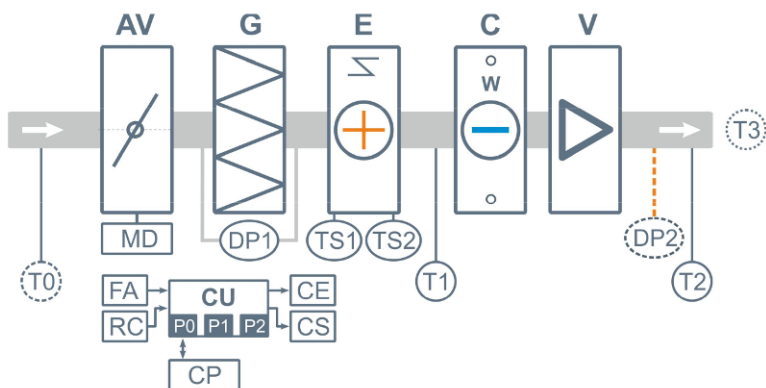 AV G E C V
W
T3
MD DP1 TS1 TS2 DP2
T0 T1 T2
FA CU CE
RC P0 P1 P2 CS
CP